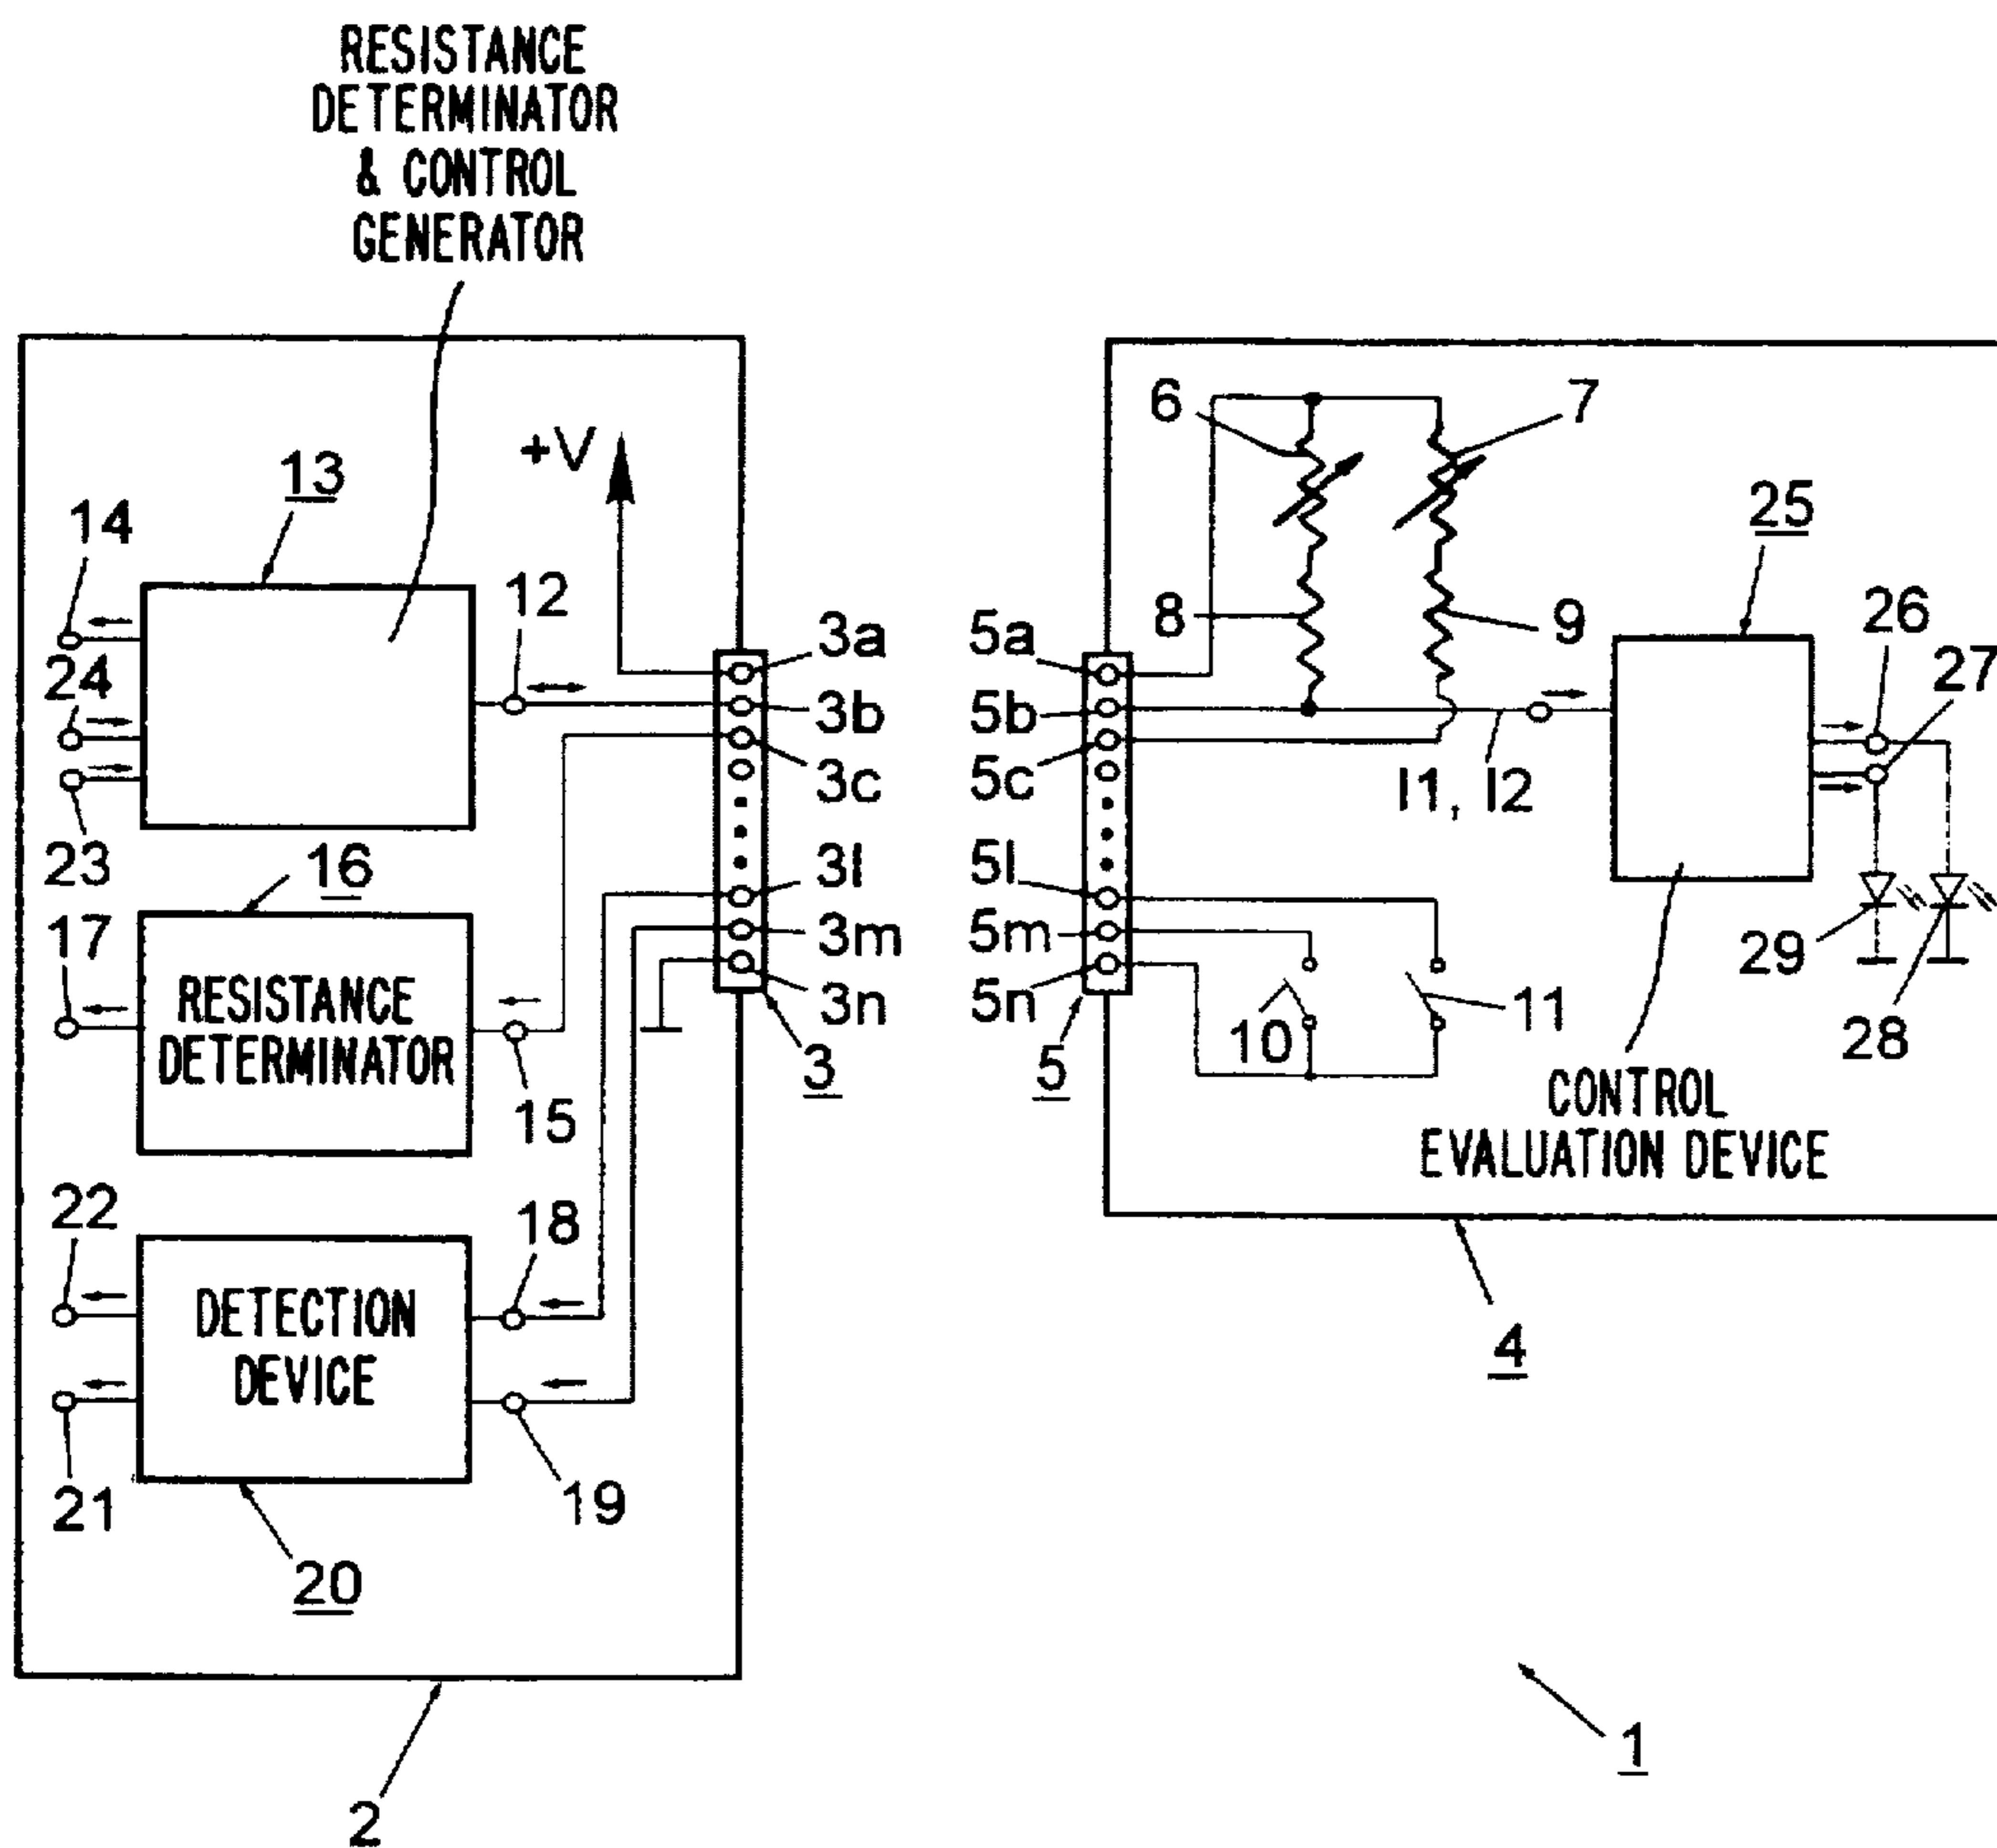 RESISTANCE
DETERMINATOR
& CONTROL
GENERATOR
+V
13
14
12
24
23
16
17
RESISTANCE
DETERMINATOR
15
22
18
DETECTION
DEVICE
21
19
20
2
3a
3b
3c
3l
3m
3n
3
6
7
8
9
25
26
27
5a
5b
5c
I1, I2
5l
5m
5n
5
10
11
29
28
CONTROL
EVALUATION DEVICE
4
1